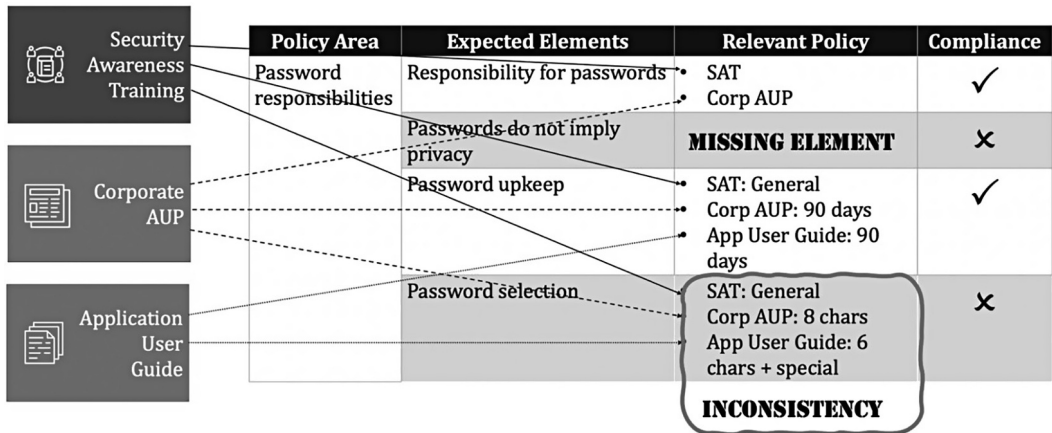 Security
Awareness
Training
Corporate
AUP
Application
User
Guide
Policy Area
Expected Elements
Relevant Policy
Compliance
Password
responsibilities
Responsibility for passwords
• SAT
• Corp AUP
✓
Passwords do not imply
privacy
MISSING ELEMENT
✗
Password upkeep
• SAT: General
• Corp AUP: 90 days
• App User Guide: 90
days
✓
Password selection
• SAT: General
• Corp AUP: 8 chars
• App User Guide: 6
chars + special
✗
INCONSISTENCY